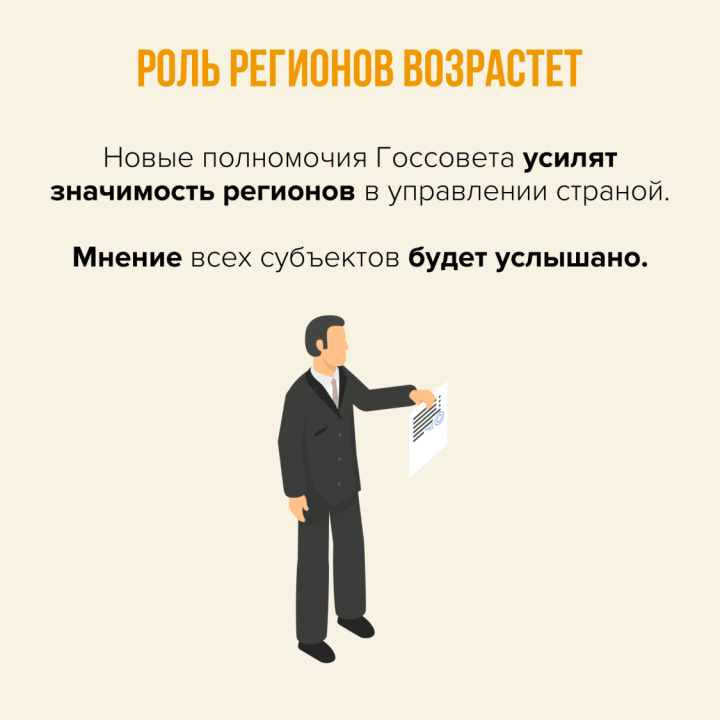 РОЛЬ РЕГИОНОВ ВОЗРАСТЕТ
Новые полномочия Госсовета усилят
значимость регионов в управлении страной.
Мнение всех субъектов будет услышано.